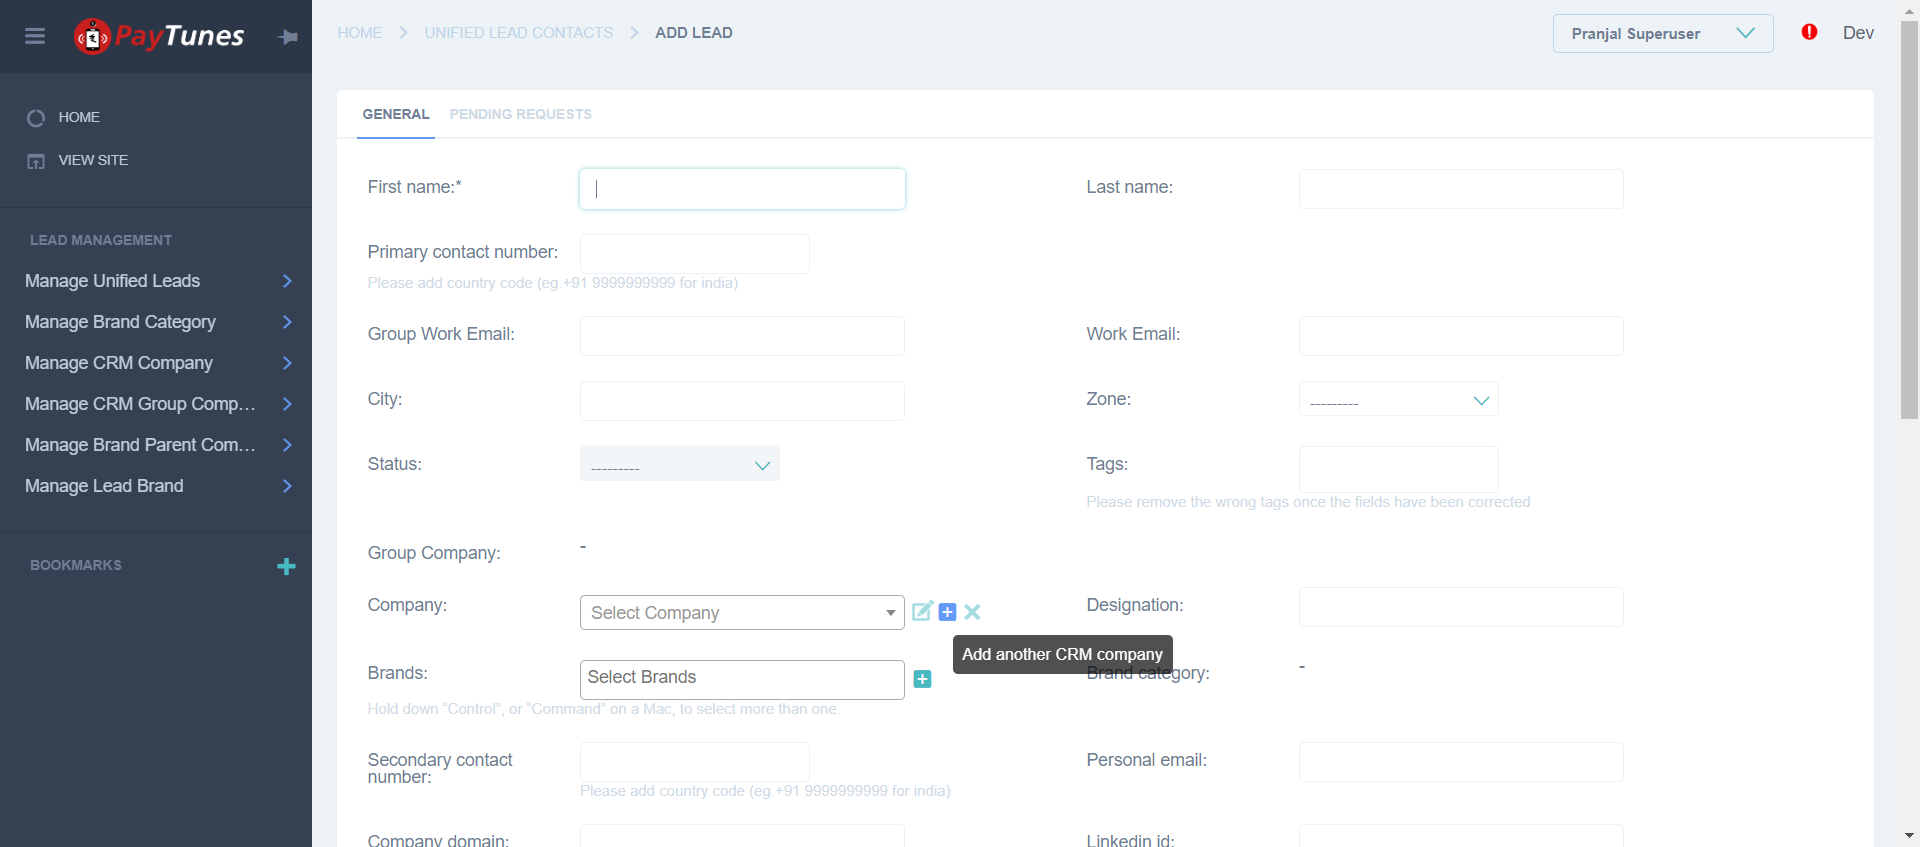 PayTunes
HOME
VIEW SITE
LEAD MANAGEMENT
Manage Unified Leads
Manage Brand Category
Manage CRM Company
Manage CRM Group Comp...
Manage Brand Parent Com...
Manage Lead Brand
BOOKMARKS
HOME UNIFIED LEAD CONTACTS ADD LEAD
Pranjal Superuser
Dev
GENERAL PENDING REQUESTS
First name:*
Last name:
Primary contact number:
Please add country code (eg.+91 9999999999 for india)
Group Work Email:
Work Email:
City:
Zone:
---------
Status:
---------
Tags:
Please remove the wrong tags once the fields have been corrected
Group Company:
-
Company:
Select Company
Designation:
Add another CRM company
Brands:
Select Brands
Brand category:
-
Hold down “Control”, or “Command” on a Mac, to select more than one.
Secondary contact
number:
Please add country code (eg.+91 9999999999 for india)
Personal email:
Company domain:
Linkedin id: